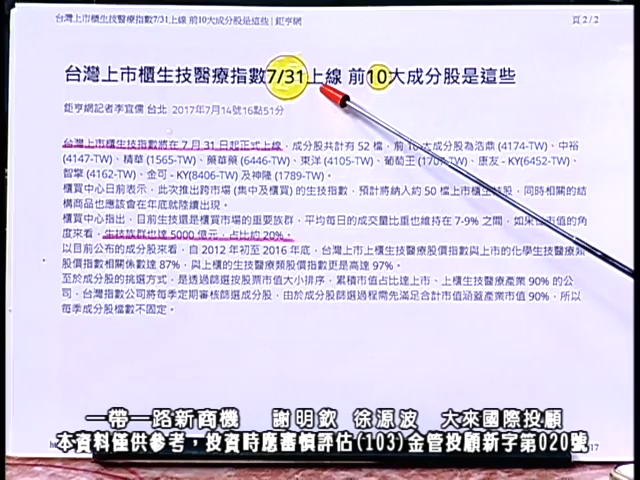 台灣上市櫃生技醫療指數7/31上線 前10大成分股是這些 | 鉅亨網
頁 2 / 2
台灣上市櫃生技醫療指數7/31上線 前10大成分股是這些
鉅亨網記者李宜儒 台北 2017年7月14號16點51分
台灣上市櫃生技指數將在 7 月 31 日起正式上線，成分股共計有 52 檔，前 10 大成分股為浩鼎 (4174-TW)、中裕
(4147-TW)、精華 (1565-TW)、藥華藥 (6446-TW)、東洋 (4105-TW)、葡萄王 (1707-TW)、康友 - KY(6452-TW)、
智擎 (4162-TW)、金可 - KY(8406-TW) 及神隆 (1789-TW)。
櫃買中心日前表示，此次推出跨市場 (集中及櫃買) 的生技指數，預計將納入約 50 檔上市櫃生技股，同時相關的結
構商品也應該會在年底就陸續出現。
櫃買中心指出，目前生技還是櫃買市場的重要族群，平均每日的成交量比重也維持在 7-9% 之間，如果在市值的角
度來看，生技族群也達 5000 億元，占比約 20%。
以目前公布的成分股來看，自 2012 年初至 2016 年底，台灣上市上櫃生技醫療股價指數與上市的化學生技醫療類
股價指數相關係數達 87%，與上櫃的生技醫療類股價指數更是高達 97%。
至於成分股的挑選方式，是透過篩選按股票市值大小排序，累積市值占比達上市、上櫃生技醫療產業 90% 的公
司，台灣指數公司將每季定期審核篩選成分股，由於成分股篩選過程需先滿足合計市值涵蓋產業市值 90%，所以
每季成分股檔數不固定。
一帶一路新商機 謝明欽 徐源波 大來國際投顧
本資料僅供參考，投資時應審慎評估(103)金管投顧新字第020號